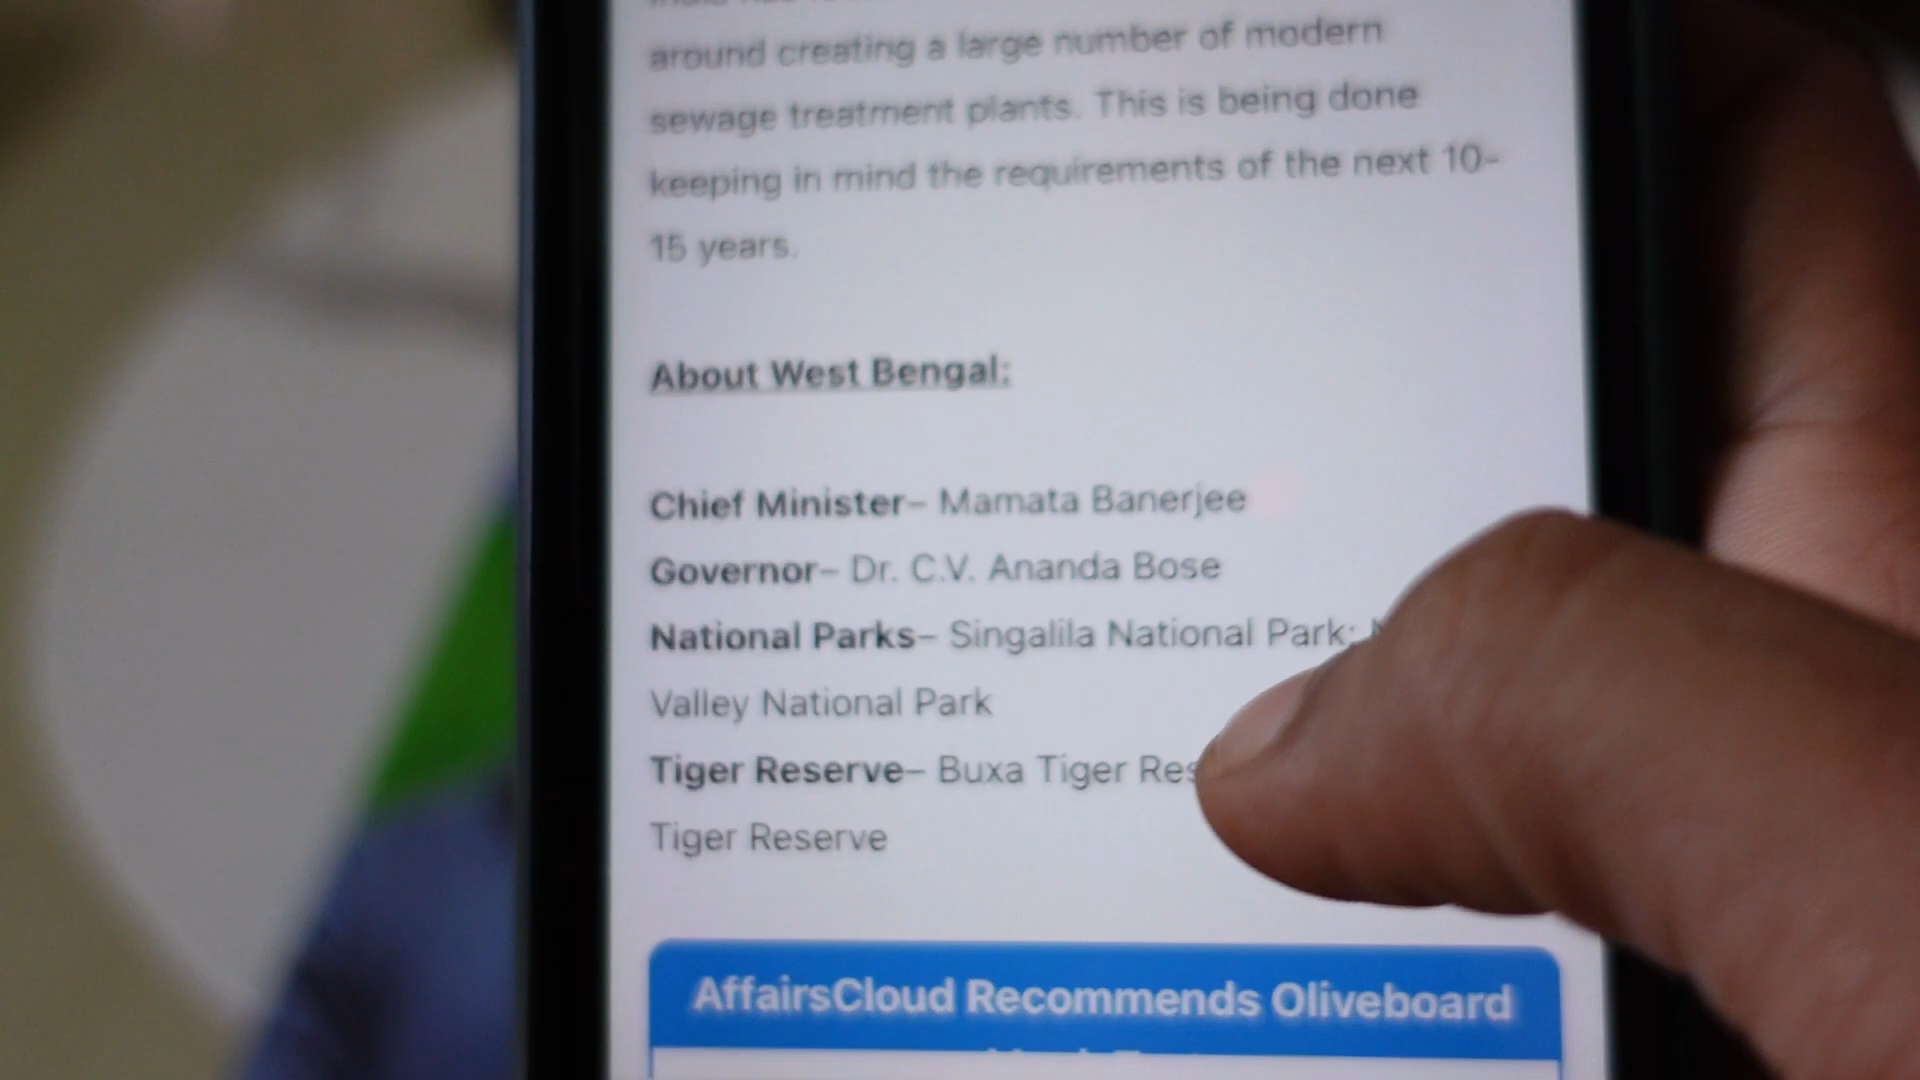 around creating a large number of modern
sewage treatment plants. This is being done
keeping in mind the requirements of the next 10-
15 years.
About West Bengal:
Chief Minister– Mamata Banerjee
Governor– Dr. C.V. Ananda Bose
National Parks– Singalila National Park;
Valley National Park
Tiger Reserve– Buxa Tiger
Tiger Reserve
AffairsCloud Recommends Oliveboard